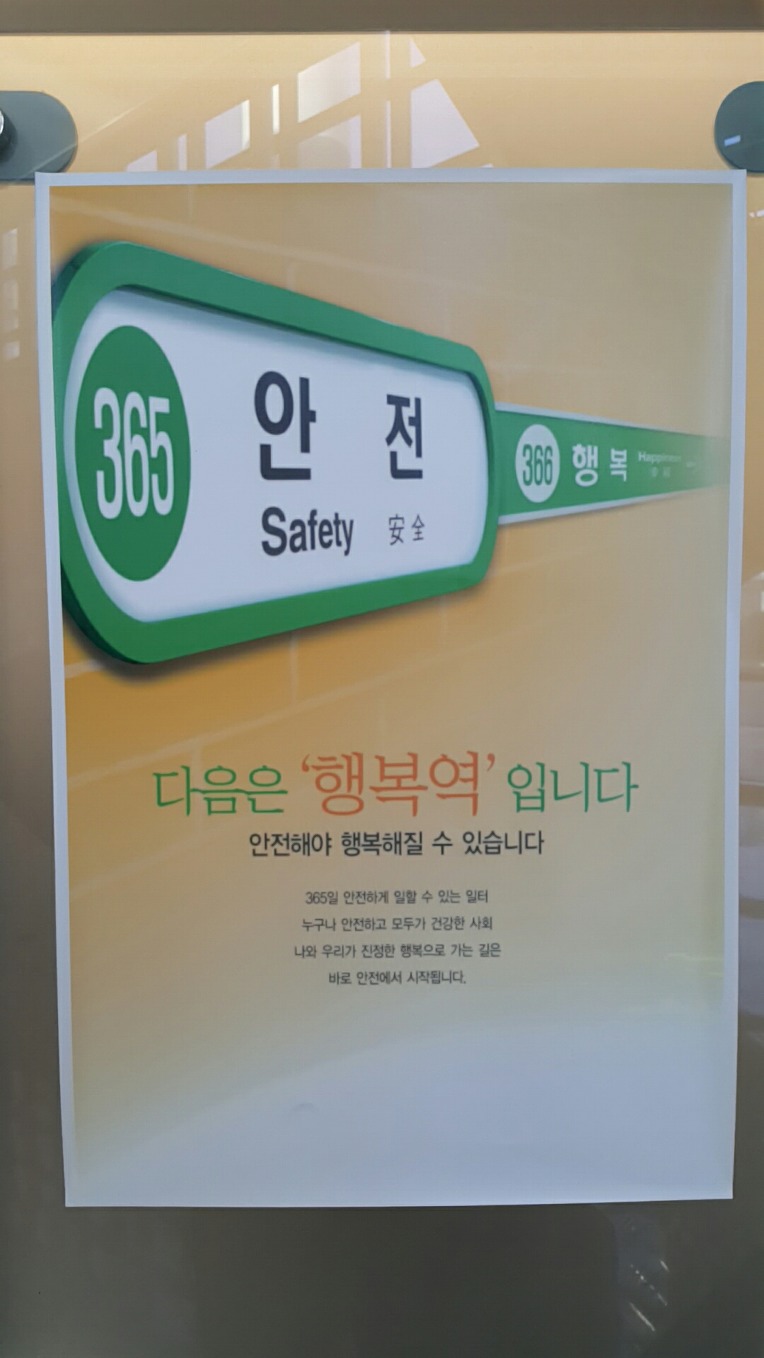 365 안 전
Safety 安全
366 행복 Happiness
다음은 '행복역' 입니다
안전해야 행복해질 수 있습니다
365일 안전하게 일할 수 있는 일터
누구나 안전하고 모두가 건강한 사회
나와 우리가 진정한 행복으로 가는 길은
바로 안전에서 시작됩니다.